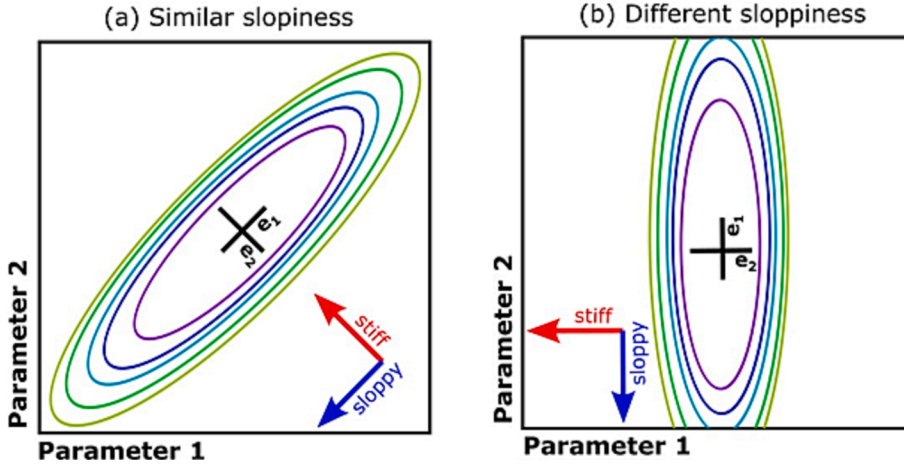 (a) Similar slopiness
(b) Different sloppiness
Parameter 2
e₁
e₂
stiff
sloppy
Parameter 1
Parameter 2
e₁
e₂
stiff
sloppy
Parameter 1